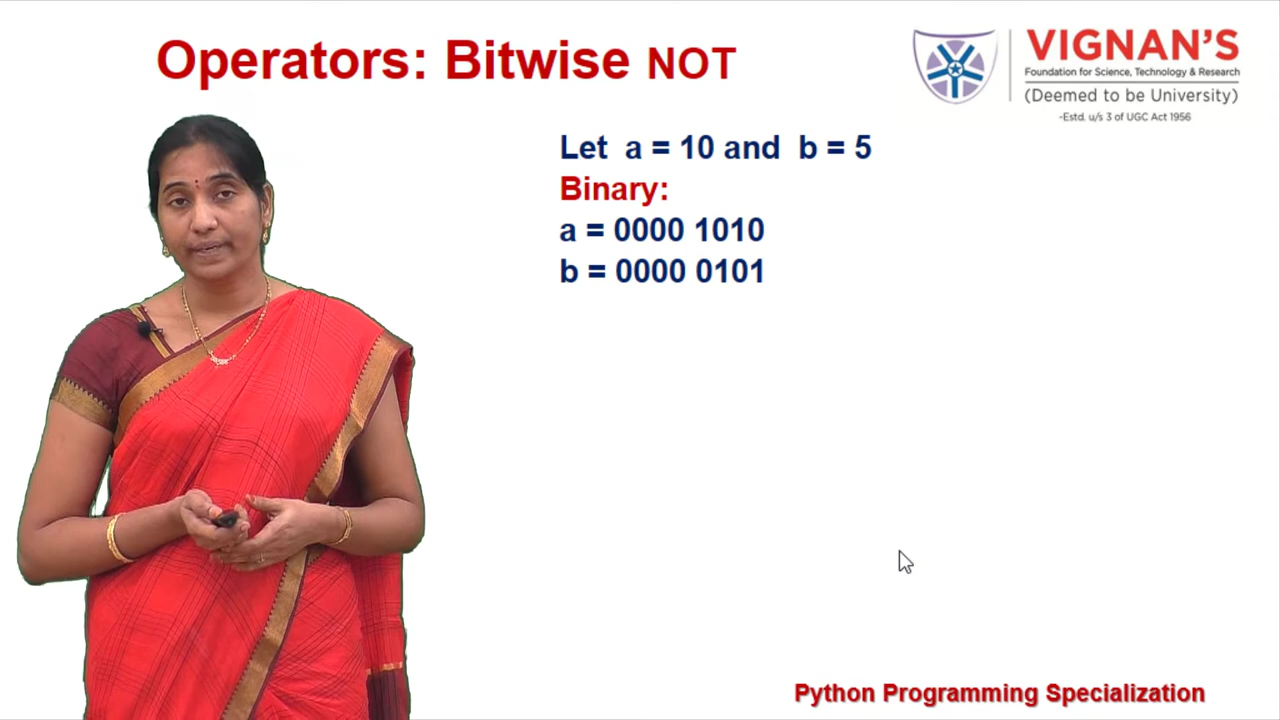 Operators: Bitwise NOT
VIGNAN'S
Foundation for Science, Technology & Research
(Deemed to be University)
-Estd. u/s 3 of UGC Act 1956
Let a = 10 and b = 5
Binary:
a = 0000 1010
b = 0000 0101
Python Programming Specialization